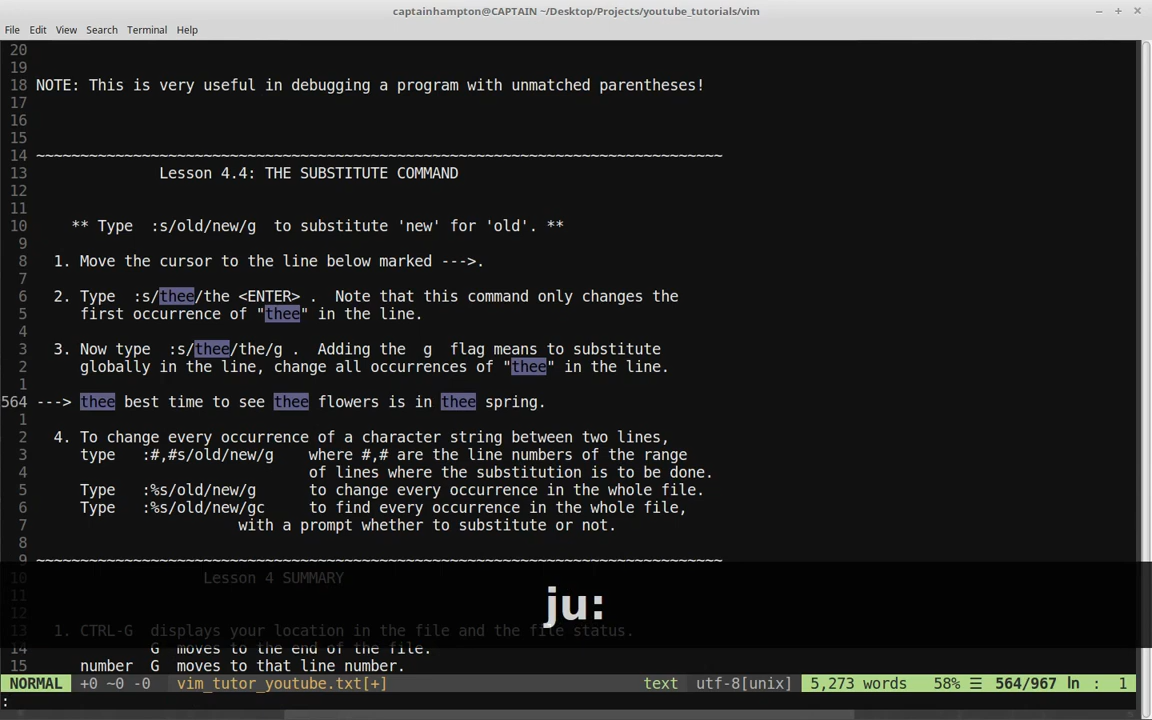 captainhampton@CAPTAIN ~/Desktop/Projects/youtube_tutorials/vim
File Edit View Search Terminal Help
20
19
18 NOTE: This is very useful in debugging a program with unmatched parentheses!
17
16
15
14 ~~~~~~~~~~~~~~~~~~~~~~~~~~~~~~~~~~~~~~~~~~~~~~~~~~~~~~~~~~~~~~~~~~~~~~~~~~~~~~
13 Lesson 4.4: THE SUBSTITUTE COMMAND
12
11
10 ** Type :s/old/new/g to substitute 'new' for 'old'. **
9
8 1. Move the cursor to the line below marked --->.
7
6 2. Type :s/thee/the <ENTER> . Note that this command only changes the
5 first occurrence of "thee" in the line.
4
3 3. Now type :s/thee/the/g . Adding the g flag means to substitute
2 globally in the line, change all occurrences of "thee" in the line.
1
564 ---> thee best time to see thee flowers is in thee spring.
1
2 4. To change every occurrence of a character string between two lines,
3 type :#,#s/old/new/g where #,# are the line numbers of the range
4 of lines where the substitution is to be done.
5 Type :%s/old/new/g to change every occurrence in the whole file.
6 Type :%s/old/new/gc to find every occurrence in the whole file,
7 with a prompt whether to substitute or not.
8
9 ~~~~~~~~~~~~~~~~~~~~~~~~~~~~~~~~~~~~~~~~~~~~~~~~~~~~~~~~~~~~~~~~~~~~~~~~~~~~~~
10 Lesson 4 SUMMARY
11
ju:
12
13 1. CTRL-G displays your location in the file and the file status.
14 G moves to the end of the file.
15 number G moves to that line number.
NORMAL +0 ~0 -0 vim_tutor_youtube.txt[+] text utf-8[unix] 5,273 words 58% ☰ 564/967 ln : 1
: